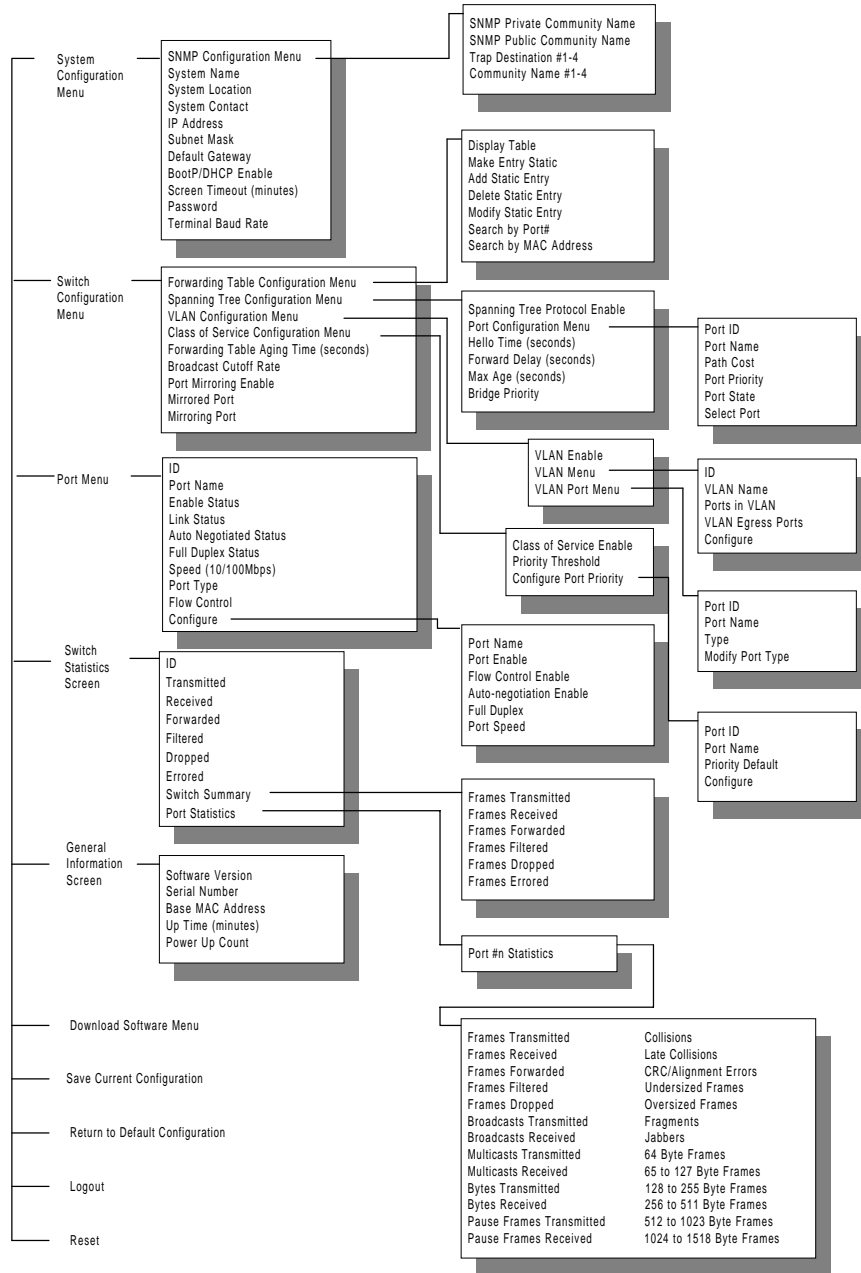 System
Configuration
Menu
SNMP Configuration Menu
System Name
System Location
System Contact
IP Address
Subnet Mask
Default Gateway
BootP/DHCP Enable
Screen Timeout (minutes)
Password
Terminal Baud Rate
SNMP Private Community Name
SNMP Public Community Name
Trap Destination #1-4
Community Name #1-4
Switch
Configuration
Menu
Forwarding Table Configuration Menu
Spanning Tree Configuration Menu
VLAN Configuration Menu
Class of Service Configuration Menu
Forwarding Table Aging Time (seconds)
Broadcast Cutoff Rate
Port Mirroring Enable
Mirrored Port
Mirroring Port
Display Table
Make Entry Static
Add Static Entry
Delete Static Entry
Modify Static Entry
Search by Port#
Search by MAC Address
Spanning Tree Protocol Enable
Port Configuration Menu
Hello Time (seconds)
Forward Delay (seconds)
Max Age (seconds)
Bridge Priority
Port ID
Port Name
Path Cost
Port Priority
Port State
Select Port
VLAN Enable
VLAN Menu
VLAN Port Menu
ID
VLAN Name
Ports in VLAN
VLAN Egress Ports
Configure
Class of Service Enable
Priority Threshold
Configure Port Priority
Port ID
Port Name
Type
Modify Port Type
Port ID
Port Name
Priority Default
Configure
Port Menu
ID
Port Name
Enable Status
Link Status
Auto Negotiated Status
Full Duplex Status
Speed (10/100Mbps)
Port Type
Flow Control
Configure
Port Name
Port Enable
Flow Control Enable
Auto-negotiation Enable
Full Duplex
Port Speed
Switch
Statistics
Screen
ID
Transmitted
Received
Forwarded
Filtered
Dropped
Errored
Switch Summary
Port Statistics
Frames Transmitted
Frames Received
Frames Forwarded
Frames Filtered
Frames Dropped
Frames Errored
General
Information
Screen
Software Version
Serial Number
Base MAC Address
Up Time (minutes)
Power Up Count
Port #n Statistics
Frames Transmitted
Frames Received
Frames Forwarded
Frames Filtered
Frames Dropped
Broadcasts Transmitted
Broadcasts Received
Multicasts Transmitted
Multicasts Received
Bytes Transmitted
Bytes Received
Pause Frames Transmitted
Pause Frames Received
Collisions
Late Collisions
CRC/Alignment Errors
Undersized Frames
Oversized Frames
Fragments
Jabbers
64 Byte Frames
65 to 127 Byte Frames
128 to 255 Byte Frames
256 to 511 Byte Frames
512 to 1023 Byte Frames
1024 to 1518 Byte Frames
Download Software Menu
Save Current Configuration
Return to Default Configuration
Logout
Reset